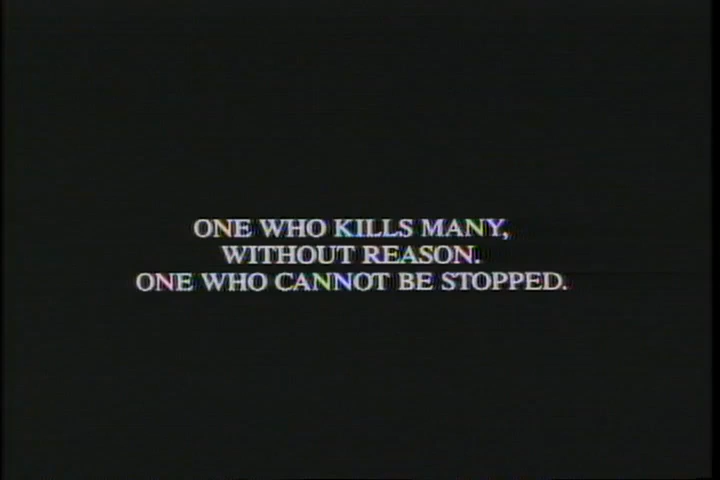 ONE WHO KILLS MANY,
WITHOUT REASON.
ONE WHO CANNOT BE STOPPED.